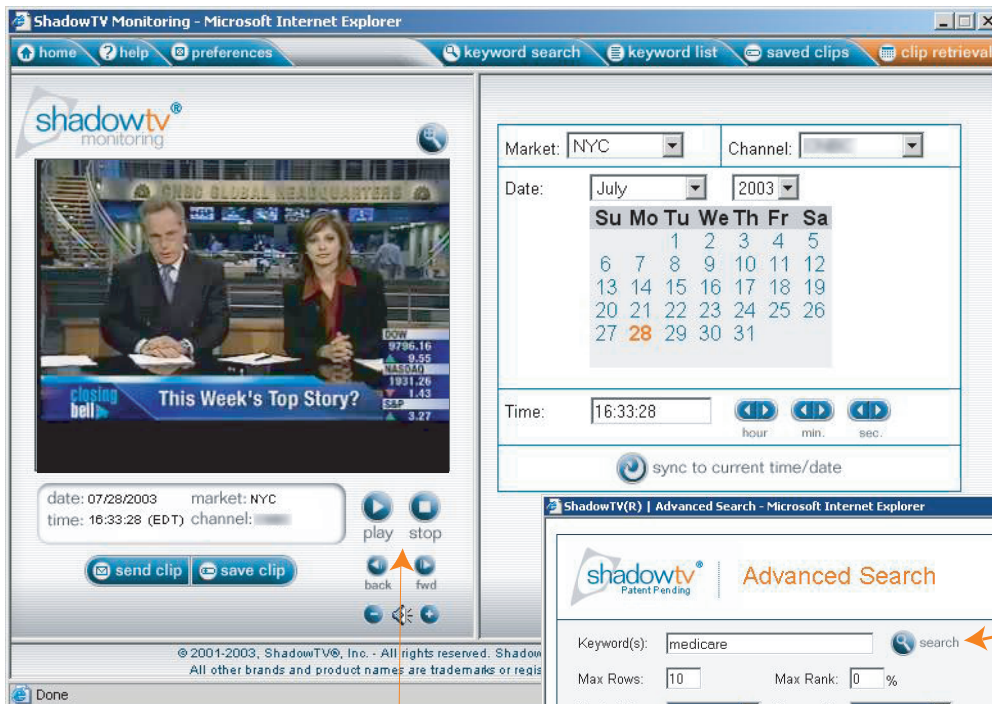 ShadowTV Monitoring - Microsoft Internet Explorer
home help preferences keyword search keyword list saved clips clip retrieval
shadowtv®
monitoring
CNBC GLOBAL HEADQUARTERS
DOW
9796.16
9.55
NASDAQ
1931.26
1.43
S&P
3.27
closing
bell
This Week's Top Story?
date: 07/28/2003 market: NYC
time: 16:33:28 (EDT) channel:
play stop
send clip save clip
back fwd
Market: NYC Channel:
Date: July 2003
Su Mo Tu We Th Fr Sa
1 2 3 4 5
6 7 8 9 10 11 12
13 14 15 16 17 18 19
20 21 22 23 24 25 26
27 28 29 30 31
Time: 16:33:28
hour min. sec.
sync to current time/date
© 2001-2003, ShadowTV®, Inc. - All rights reserved. Shadow
All other brands and product names are trademarks or regis
Done
ShadowTV(R) | Advanced Search - Microsoft Internet Explorer
shadowtv®
Patent Pending
Advanced Search
Keyword(s): medicare search
Max Rows: 10 Max Rank: 0 %